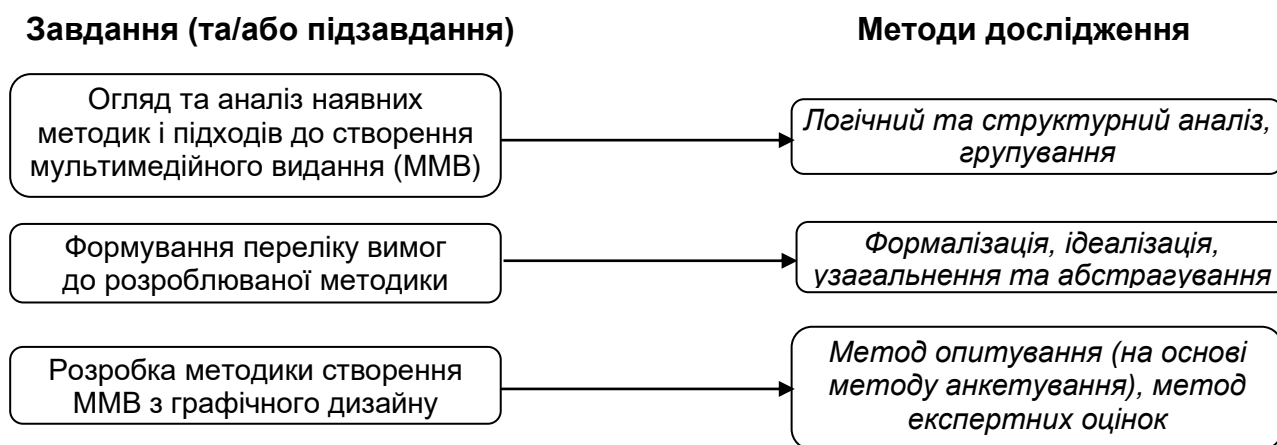 Завдання (та/або підзавдання)
Методи дослідження
Огляд та аналіз наявних
методик і підходів до створення
мультимедійного видання (ММВ)
Логічний та структурний аналіз,
групування
Формування переліку вимог
до розроблюваної методики
Формалізація, ідеалізація,
узагальнення та абстрагування
Розробка методики створення
ММВ з графічного дизайну
Метод опитування (на основі
методу анкетування), метод
експертних оцінок